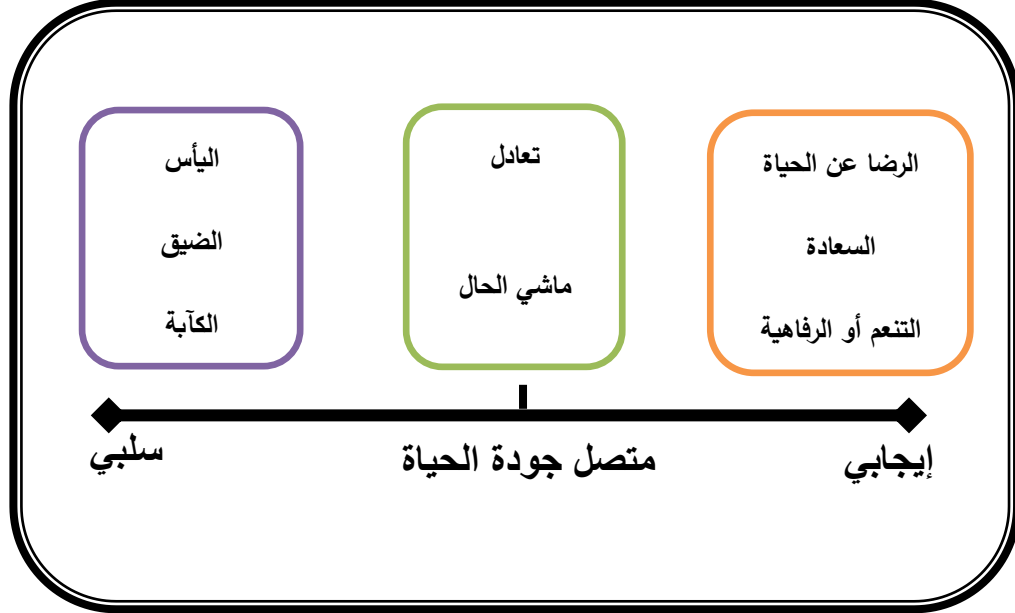 الرضا عن الحياة
السعادة
التنعم أو الرفاهية
تعادل
ماشي الحال
اليأس
الضيق
الكآبة
إيجابي
متصل جودة الحياة
سلبي